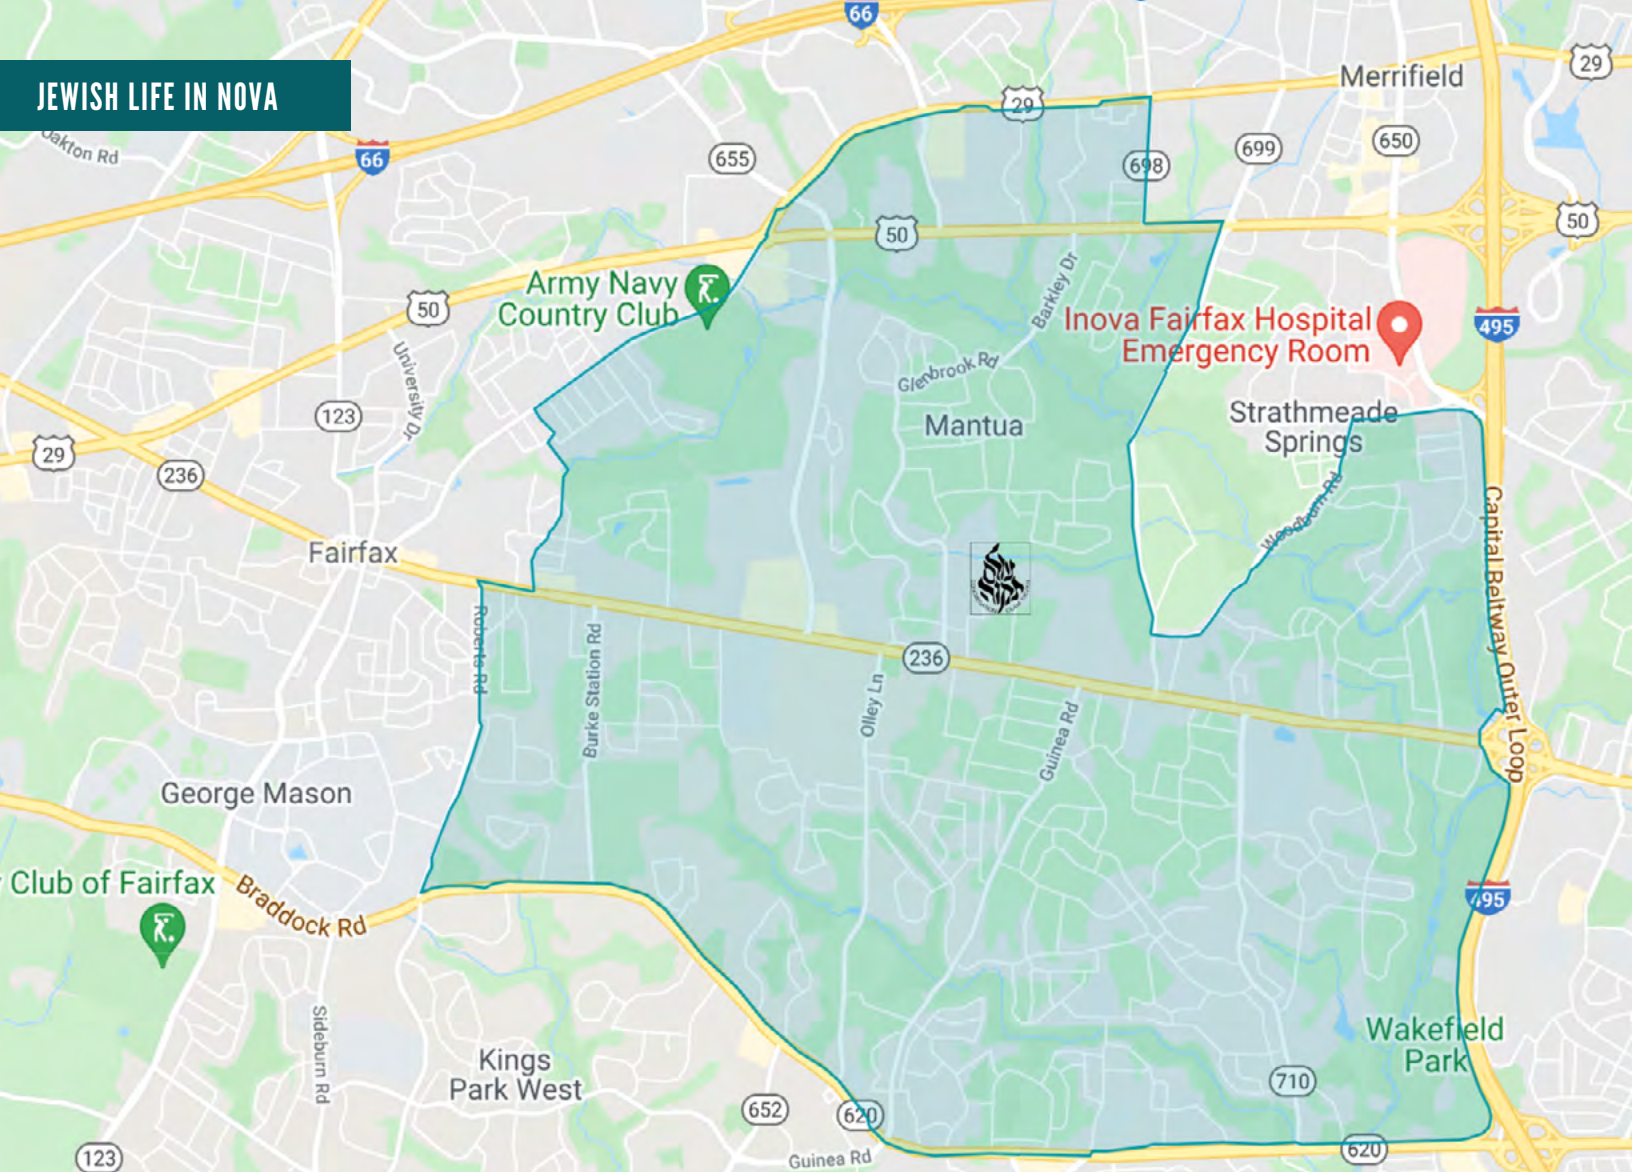 JEWISH LIFE IN NOVA
66
29
Merrifield
29
Oakton Rd
66
655
698
699
650
50
50
Army Navy
Country Club
50
Barkley Dr
Inova Fairfax Hospital
Emergency Room
495
University Dr
Glenbrook Rd
123
Mantua
Strathmeade
Springs
29
236
Woodburn Rd
Capital Beltway Outer Loop
Fairfax
Roberts Rd
Burke Station Rd
236
Olley Ln
Guinea Rd
George Mason
Club of Fairfax
Braddock Rd
495
Sideburn Rd
Wakefield
Park
Kings
Park West
710
652
620
620
123
Guinea Rd